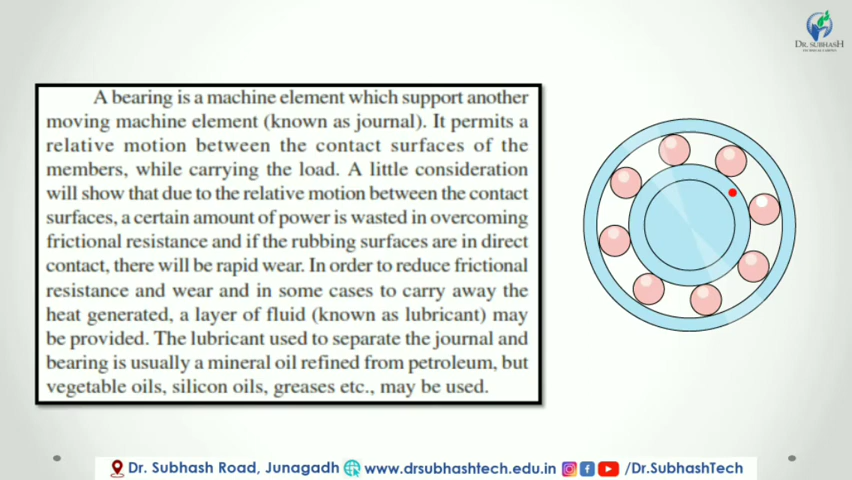 DR. SUBHASH
A bearing is a machine element which support another
moving machine element (known as journal). It permits a
relative motion between the contact surfaces of the
members, while carrying the load. A little consideration
will show that due to the relative motion between the contact
surfaces, a certain amount of power is wasted in overcoming
frictional resistance and if the rubbing surfaces are in direct
contact, there will be rapid wear. In order to reduce frictional
resistance and wear and in some cases to carry away the
heat generated, a layer of fluid (known as lubricant) may
be provided. The lubricant used to separate the journal and
bearing is usually a mineral oil refined from petroleum, but
vegetable oils, silicon oils, greases etc., may be used.
Dr. Subhash Road, Junagadh www.drsubhashtech.edu.in /Dr.SubhashTech